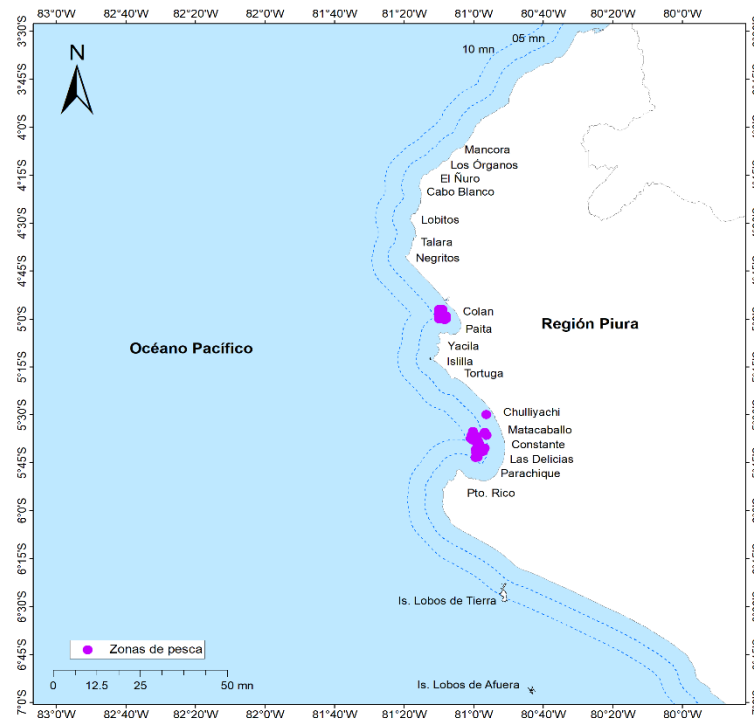 83°0'W 82°40'W 82°20'W 82°0'W 81°40'W 81°20'W 81°0'W 80°40'W 80°20'W 80°0'W
3°30'S
3°45'S
4°0'S
4°15'S
4°30'S
4°45'S
5°0'S
5°15'S
5°30'S
5°45'S
6°0'S
6°15'S
6°30'S
6°45'S
7°0'S
N
10 mn
05 mn
Mancora
Los Órganos
El Ñuro
Cabo Blanco
Lobitos
Talara
Negritos
Colan
Paita
Yacila
Islilla
Tortuga
Región Piura
Océano Pacífico
Chulliyachi
Matacaballo
Constante
Las Delicias
Parachique
Pto. Rico
Is. Lobos de Tierra
Is. Lobos de Afuera
Zonas de pesca
0 12.5 25 50 mn
83°0'W 82°40'W 82°20'W 82°0'W 81°40'W 81°20'W 81°0'W 80°40'W 80°20'W 80°0'W